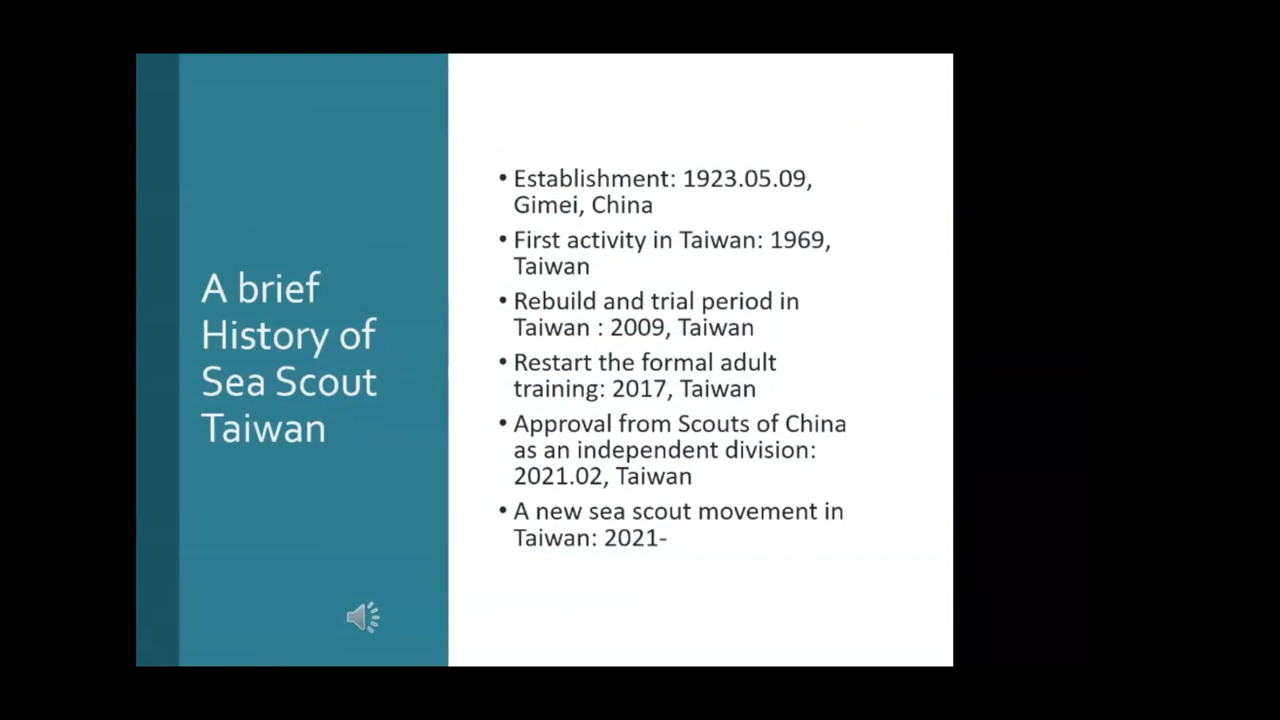 A brief
History of
Sea Scout
Taiwan
• Establishment: 1923.05.09,
Gimei, China
• First activity in Taiwan: 1969,
Taiwan
• Rebuild and trial period in
Taiwan : 2009, Taiwan
• Restart the formal adult
training: 2017, Taiwan
• Approval from Scouts of China
as an independent division:
2021.02, Taiwan
• A new sea scout movement in
Taiwan: 2021-